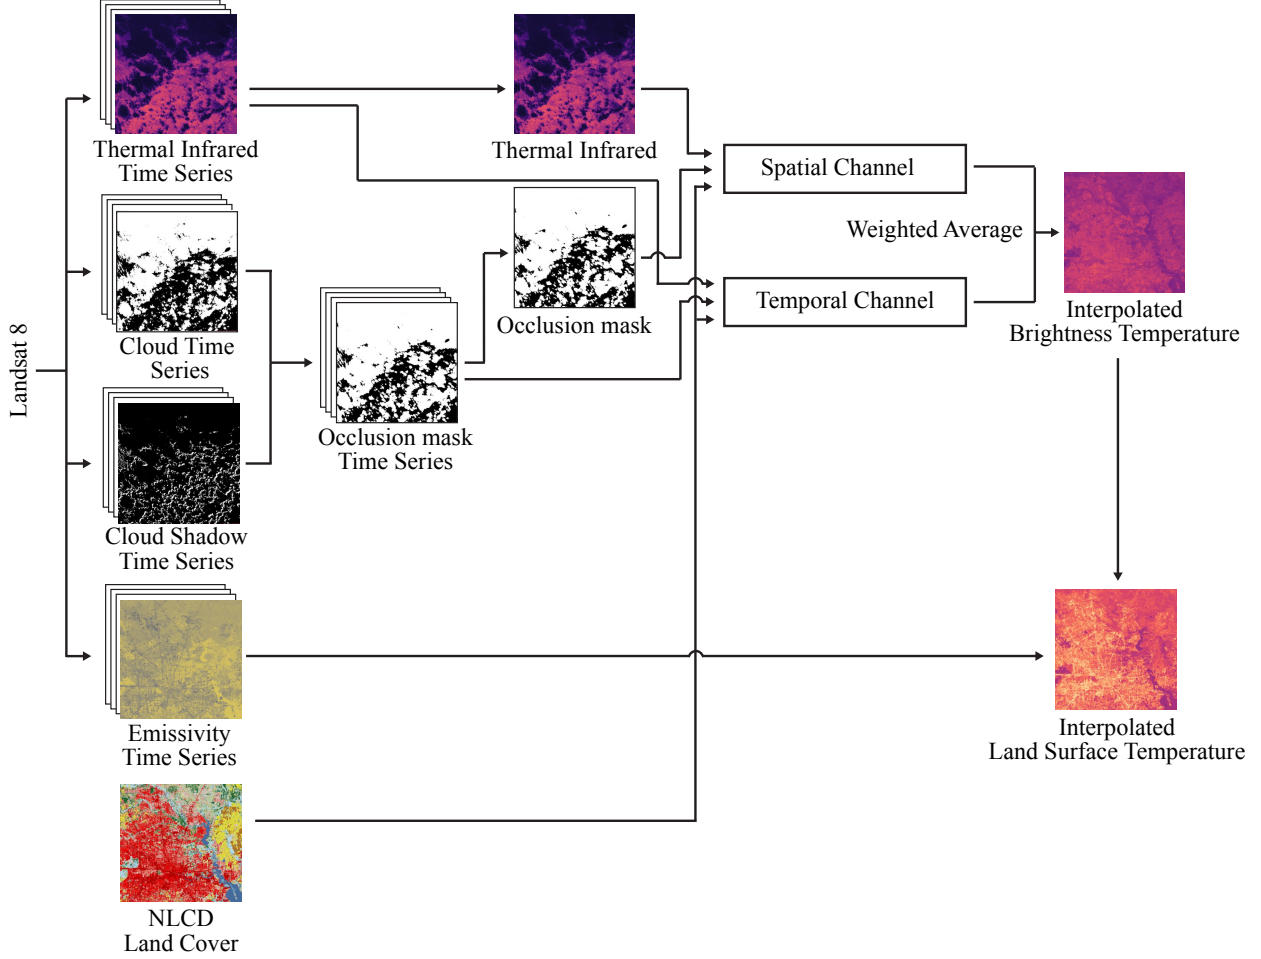 Landsat 8
Thermal Infrared
Time Series
Cloud Time
Series
Cloud Shadow
Time Series
Emissivity
Time Series
NLCD
Land Cover
Occlusion mask
Time Series
Thermal Infrared
Occlusion mask
Spatial Channel
Weighted Average
Temporal Channel
Interpolated
Brightness Temperature
Interpolated
Land Surface Temperature